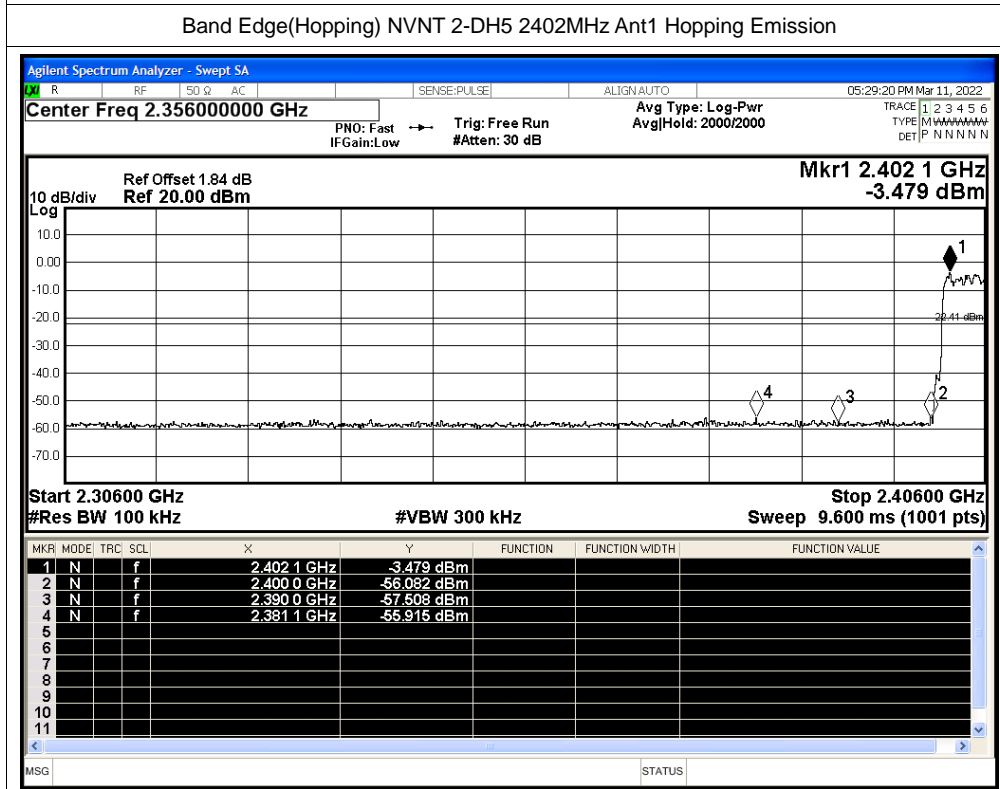 Band Edge(Hopping) NVNT 2-DH5 2402MHz Ant1 Hopping Emission
Agilent Spectrum Analyzer - Swept SA
LXI R RF 50 Ω AC SENSE:PULSE ALIGNAUTO 05:29:20 PM Mar 11, 2022
Center Freq 2.356000000 GHz Avg Type: Log-Pwr TRACE 1 2 3 4 5 6
PNO: Fast Trig: Free Run Avg|Hold: 2000/2000 TYPE M
IFGain:Low #Atten: 30 dB DET P N N N N N
Mkr1 2.402 1 GHz
Ref Offset 1.84 dB
10 dB/div Ref 20.00 dBm -3.479 dBm
Log
10.0
1
0.00
-10.0
-20.0
-30.0
-40.0
4 3 2
-50.0
-60.0
-70.0
Start 2.30600 GHz Stop 2.40600 GHz
#Res BW 100 kHz #VBW 300 kHz Sweep 9.600 ms (1001 pts)
MKR MODE TRC SCL X Y FUNCTION FUNCTION WIDTH FUNCTION VALUE
1 N f 2.402 1 GHz -3.479 dBm
2 N f 2.400 0 GHz -56.082 dBm
3 N f 2.390 0 GHz -57.508 dBm
4 N f 2.381 1 GHz -55.915 dBm
5
6
7
8
9
10
11
MSG STATUS